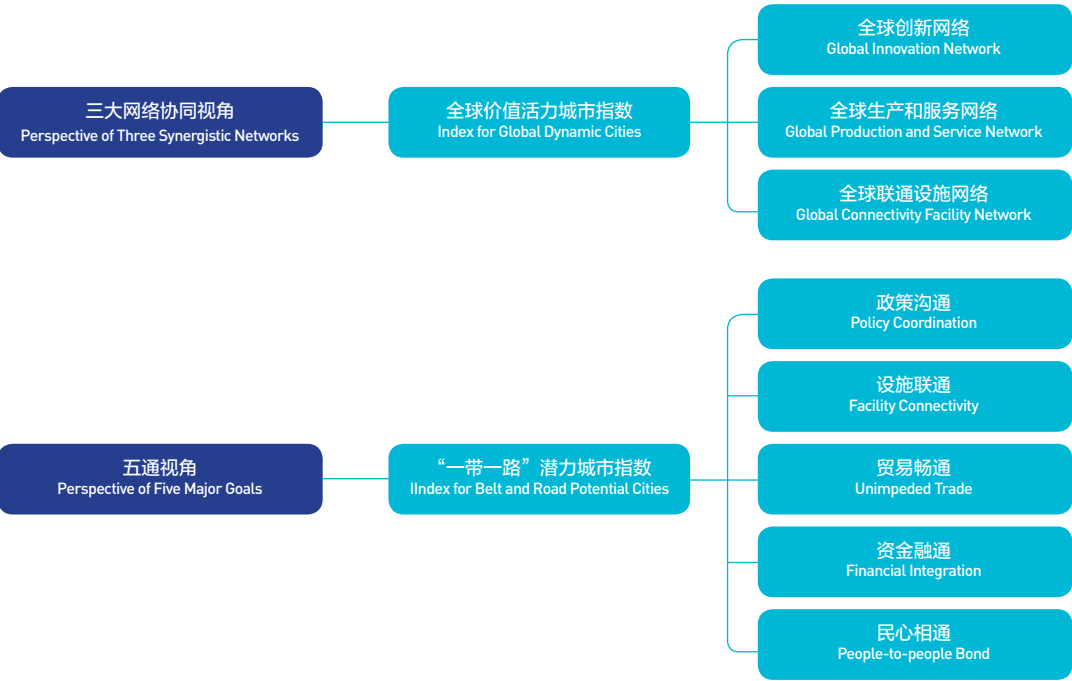 三大网络协同视角
Perspective of Three Synergistic Networks
全球价值活力城市指数
Index for Global Dynamic Cities
全球创新网络
Global Innovation Network
全球生产和服务网络
Global Production and Service Network
全球联通设施网络
Global Connectivity Facility Network
五通视角
Perspective of Five Major Goals
“一带一路”潜力城市指数
IIndex for Belt and Road Potential Cities
政策沟通
Policy Coordination
设施联通
Facility Connectivity
贸易畅通
Unimpeded Trade
资金融通
Financial Integration
民心相通
People-to-people Bond